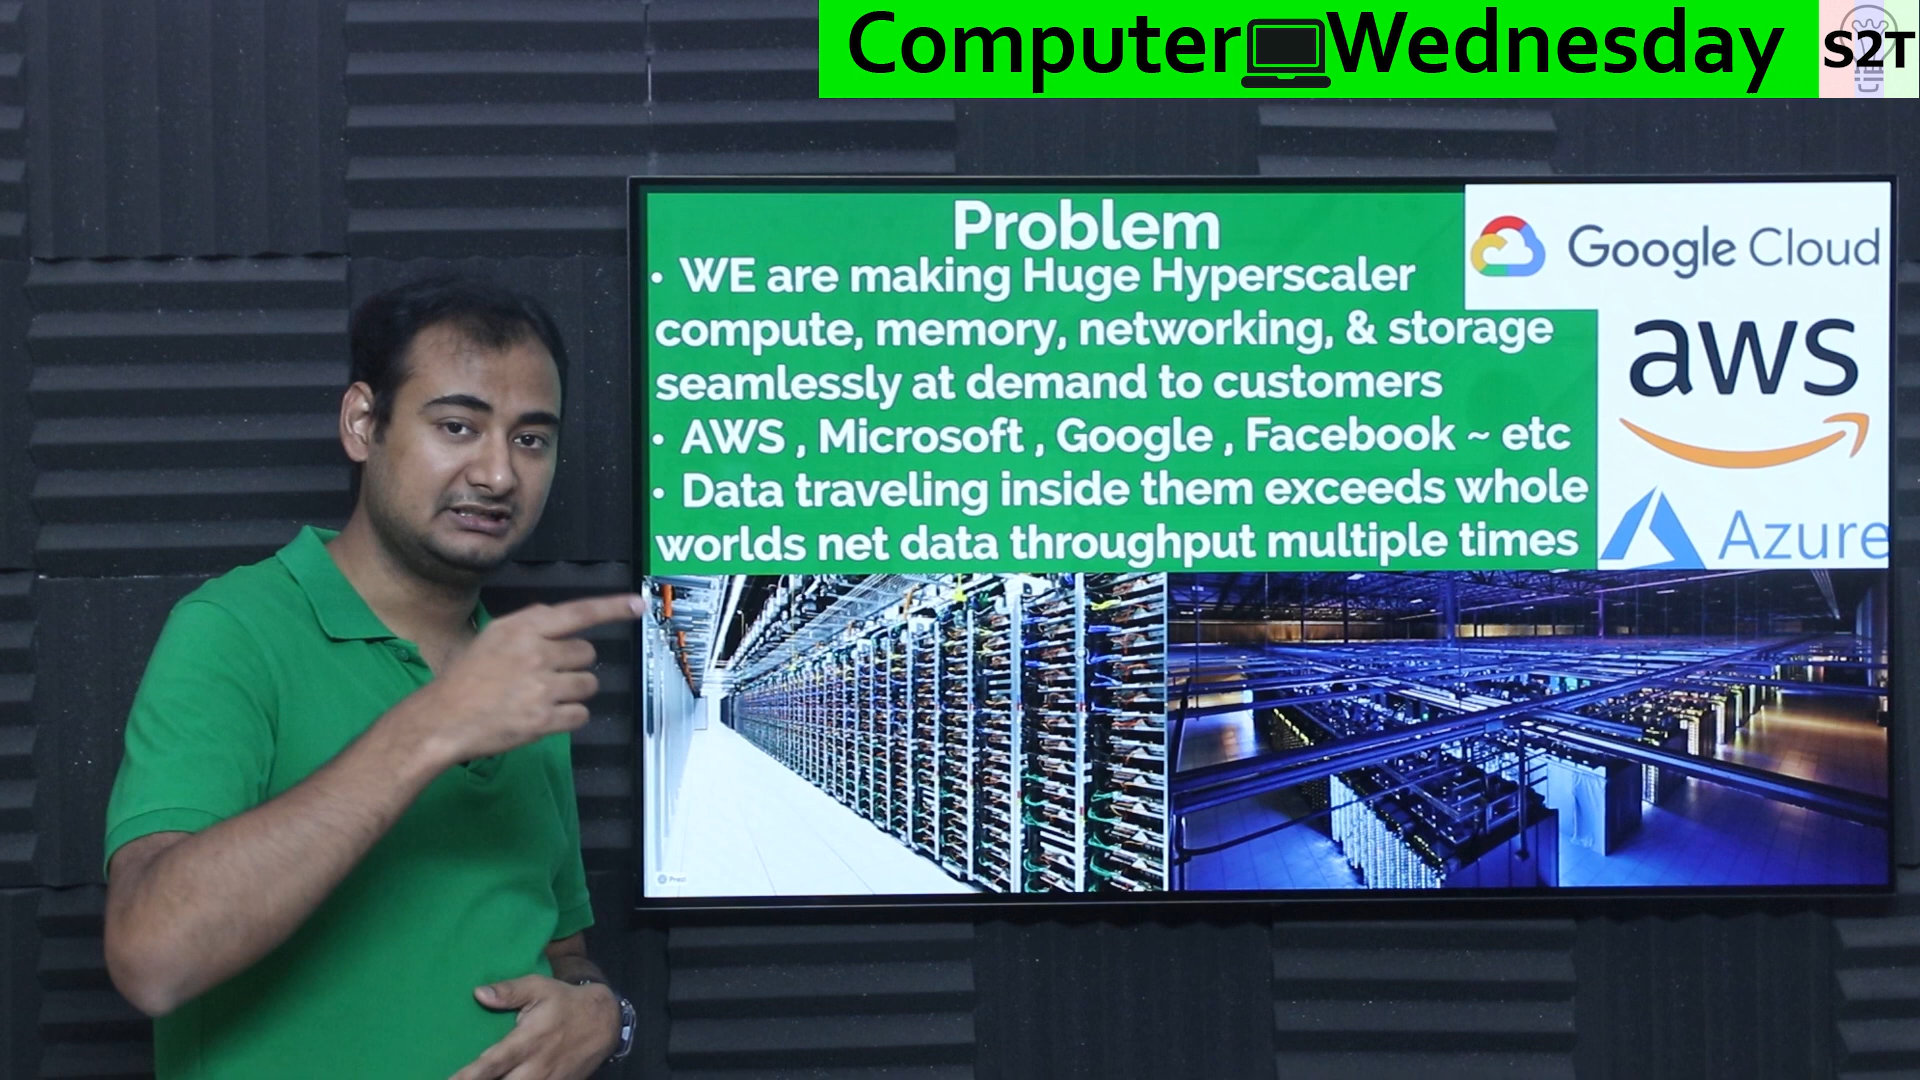 Computer Wednesday
S2T
Problem
• WE are making Huge Hyperscaler
compute, memory, networking, & storage
seamlessly at demand to customers
• AWS , Microsoft , Google , Facebook ~ etc
• Data traveling inside them exceeds whole
worlds net data throughput multiple times
Google Cloud
aws
Azure